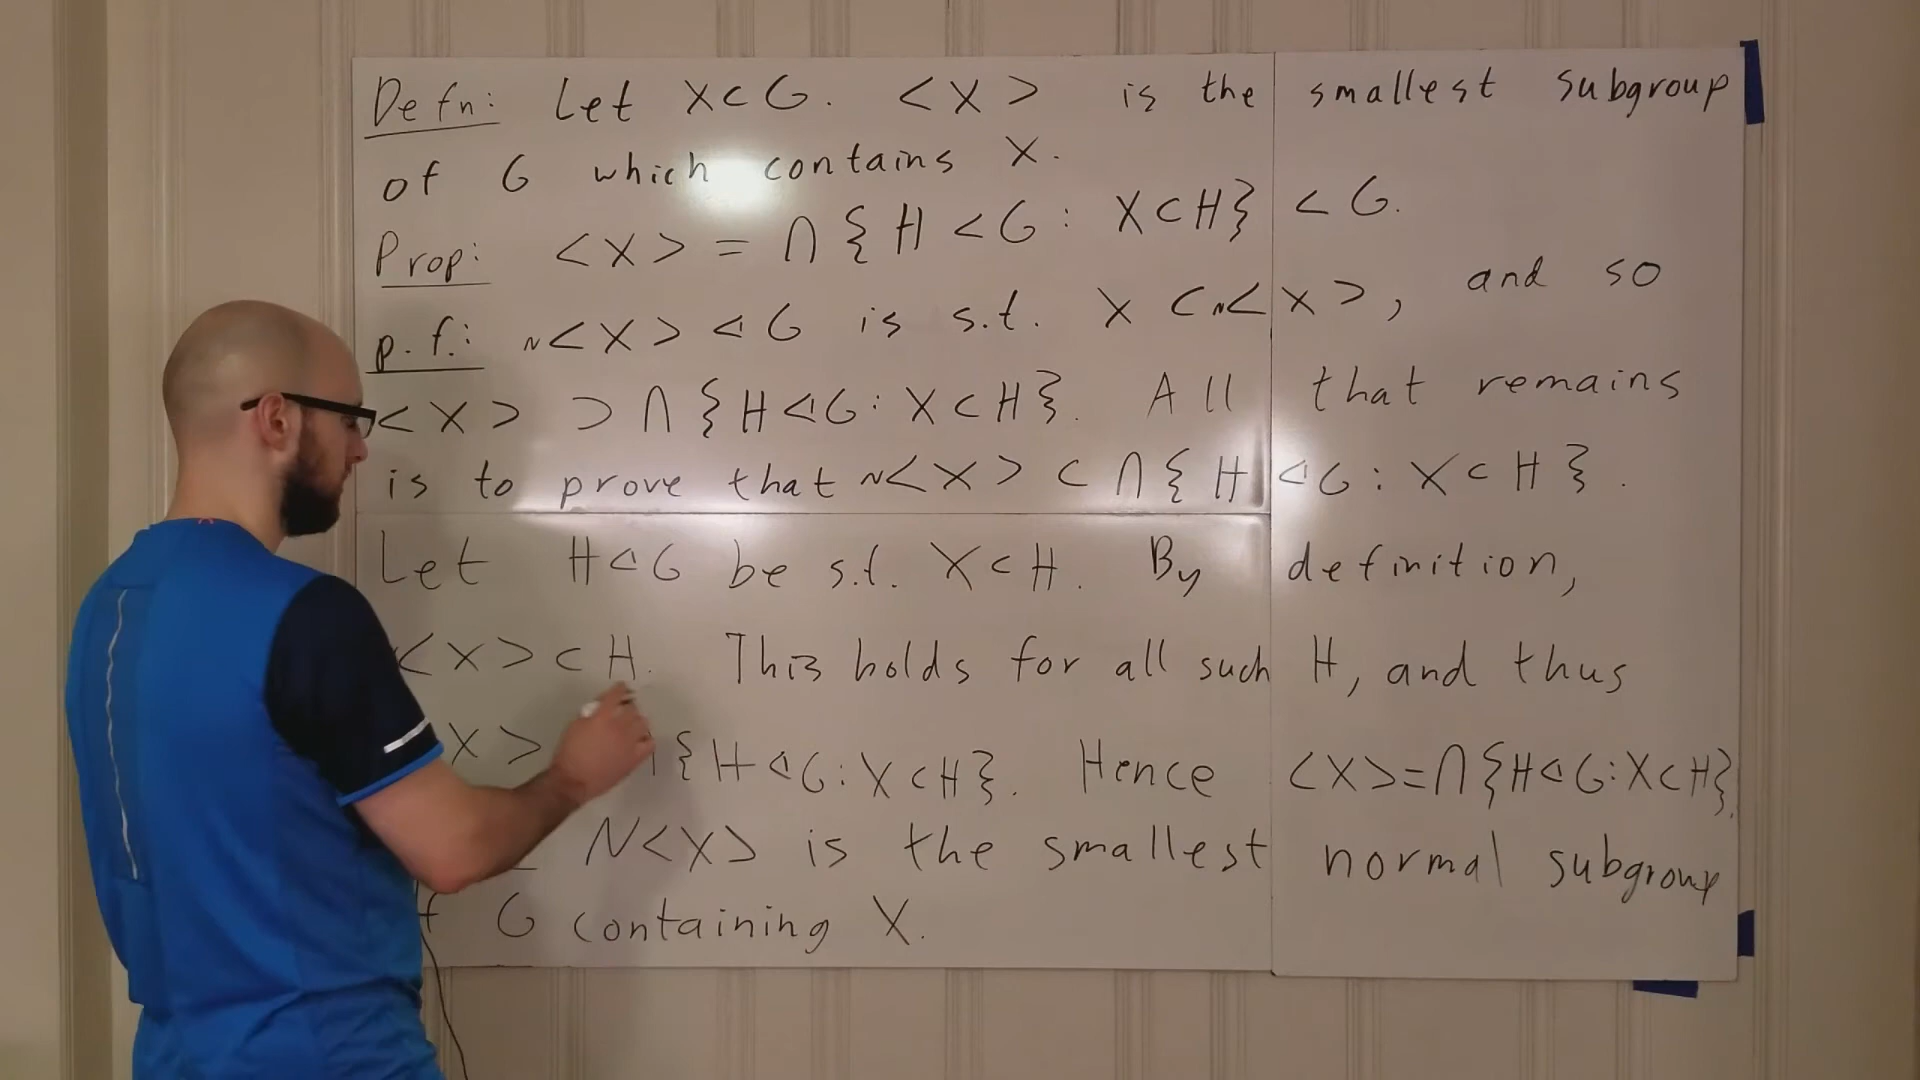 Defn: Let X⊂G. <X> is the smallest subgroup
of G which contains X.
Prop: <X> = ∩ {H <G: X⊂H} < G.
p.f.: N<X> ⊲ G is s.t. X ⊂ N<X>, and so
<X> ⊃ ∩ {H⊲G: X⊂H}. All that remains
is to prove that N<X> ⊂ ∩ {H ⊲G: X⊂H}.
Let H⊲G be s.t. X⊂H. By definition,
<X> ⊂ H. This holds for all such H, and thus
X> {H⊲G: X⊂H}. Hence <X>=∩{H⊲G:X⊂H}.
N<X> is the smallest normal subgroup
G containing X.